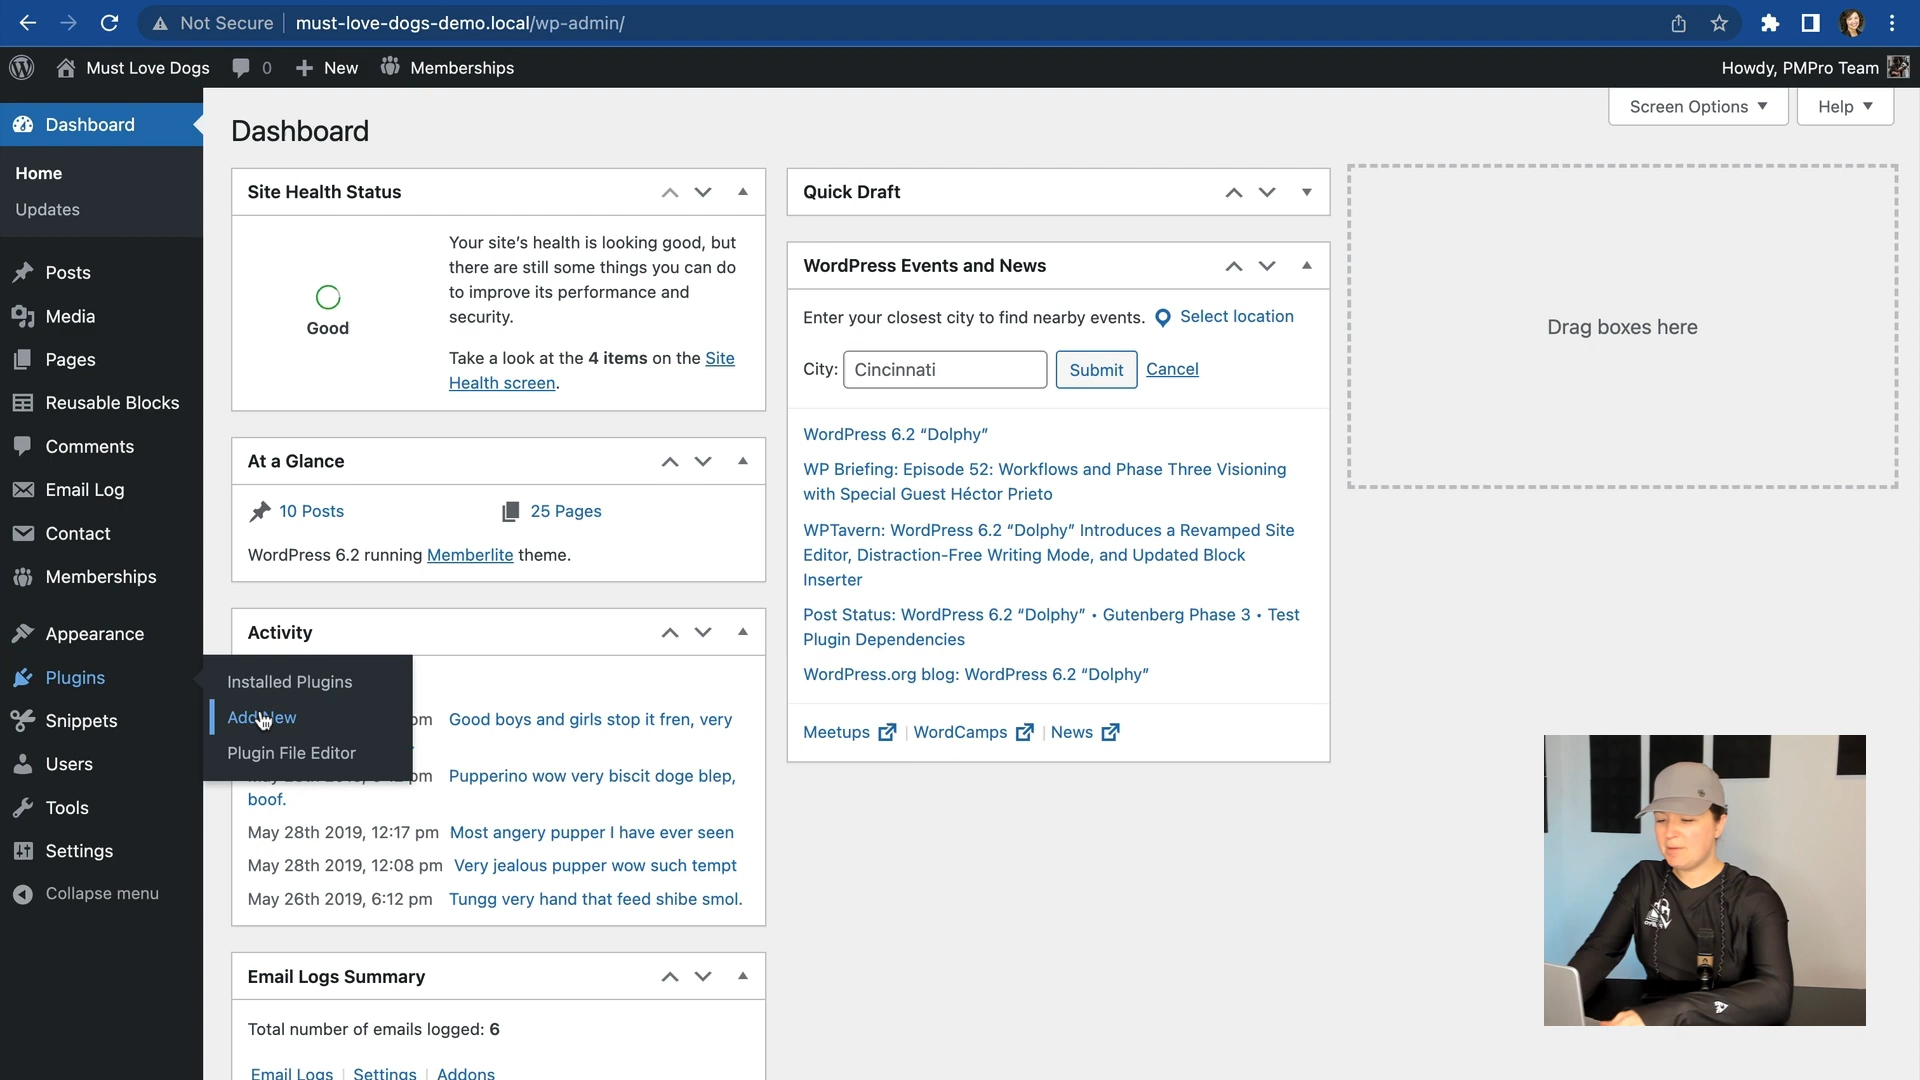 Not Secure
must-love-dogs-demo.local/wp-admin/
Must Love Dogs
0
New
Memberships
Howdy, PMPro Team
Dashboard
Home
Updates
Posts
Media
Pages
Reusable Blocks
Comments
Email Log
Contact
Memberships
Appearance
Plugins
Snippets
Users
Tools
Settings
Collapse menu
Installed Plugins
Add New
Plugin File Editor
Screen Options
Help
Dashboard
Site Health Status
Good
Your site's health is looking good, but
there are still some things you can do
to improve its performance and
security.
Take a look at the 4 items on the Site
Health screen.
At a Glance
10 Posts
25 Pages
WordPress 6.2 running Memberlite theme.
Activity
pm Good boys and girls stop it fren, very
pm Pupperino wow very biscit doge blep,
boof.
May 28th 2019, 12:17 pm Most angry pupper I have ever seen
May 28th 2019, 12:08 pm Very jealous pupper wow such tempt
May 26th 2019, 6:12 pm Tungg very hand that feed shibe smol.
Email Logs Summary
Total number of emails logged: 6
Email Logs | Settings | Addons
Quick Draft
WordPress Events and News
Enter your closest city to find nearby events. Select location
City: Cincinnati Submit Cancel
WordPress 6.2 “Dolphy”
WP Briefing: Episode 52: Workflows and Phase Three Visioning
with Special Guest Héctor Prieto
WPTavern: WordPress 6.2 “Dolphy” Introduces a Revamped Site
Editor, Distraction-Free Writing Mode, and Updated Block
Inserter
Post Status: WordPress 6.2 “Dolphy” • Gutenberg Phase 3 • Test
Plugin Dependencies
WordPress.org blog: WordPress 6.2 “Dolphy”
Meetups | WordCamps | News
Drag boxes here